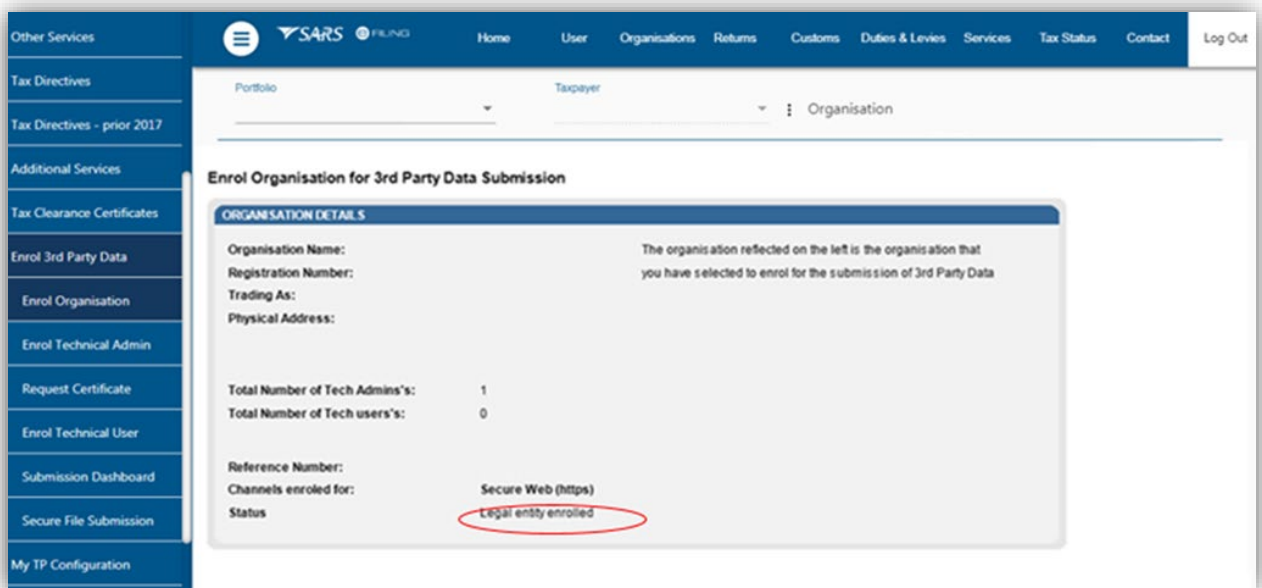 SARS eFILING
Home
User
Organisations
Returns
Customs
Duties & Levies
Services
Tax Status
Contact
Log Out
Other Services
Tax Directives
Tax Directives - prior 2017
Additional Services
Tax Clearance Certificates
Enrol 3rd Party Data
Enrol Organisation
Enrol Technical Admin
Request Certificate
Enrol Technical User
Submission Dashboard
Secure File Submission
My TP Configuration
Portfolio
Taxpayer
Organisation
Enrol Organisation for 3rd Party Data Submission
ORGANISATION DETAILS
Organisation Name:
Registration Number:
Trading As:
Physical Address:
The organisation reflected on the left is the organisation that
you have selected to enrol for the submission of 3rd Party Data
Total Number of Tech Admins's: 1
Total Number of Tech users's: 0
Reference Number:
Channels enroled for: Secure Web (https)
Status Legal entity enrolled